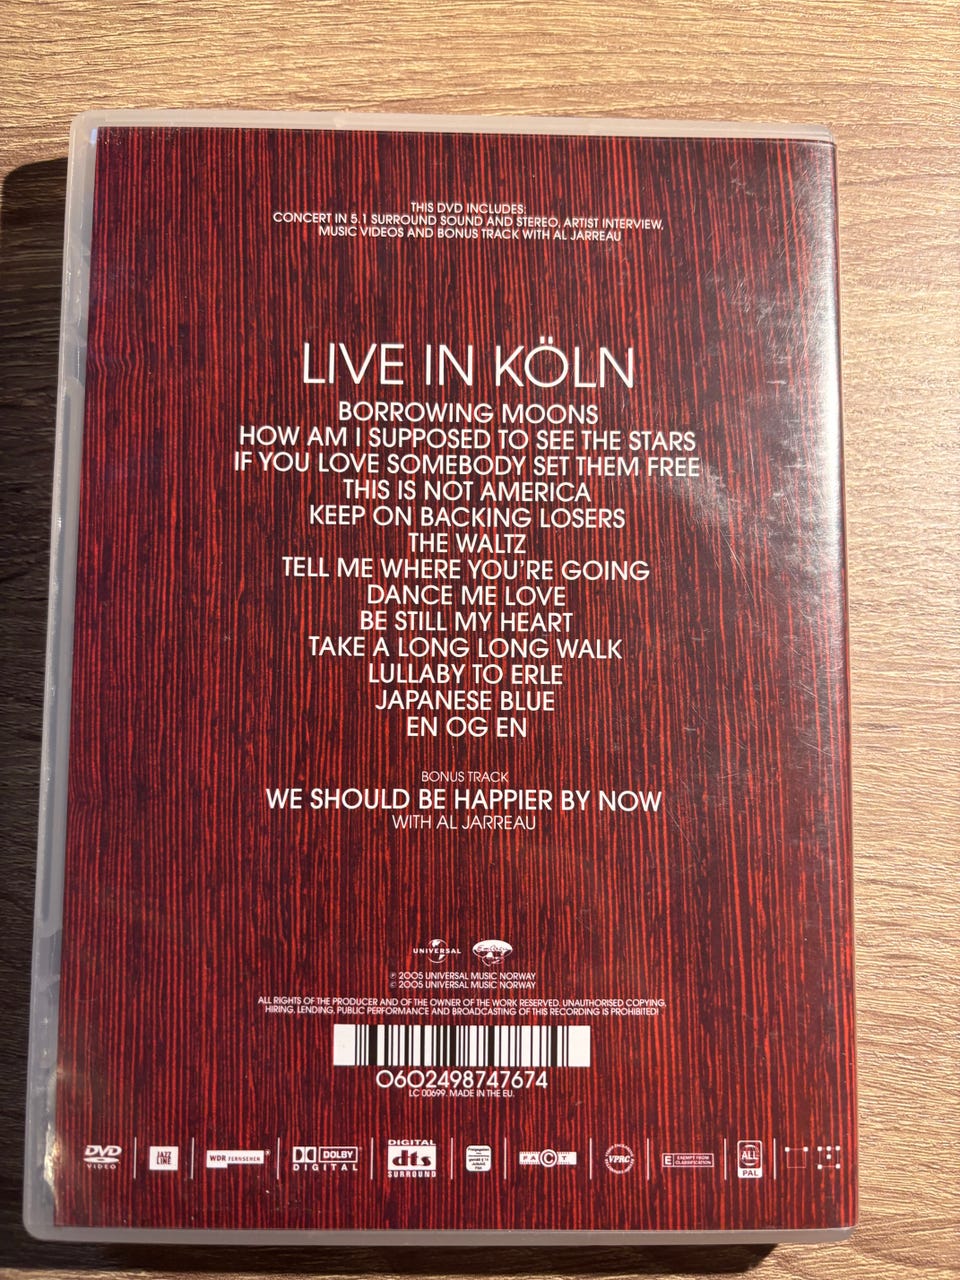 THIS DVD INCLUDES:
CONCERT IN 5.1 SURROUND SOUND AND STEREO, ARTIST INTERVIEW,
MUSIC VIDEOS AND BONUS TRACK WITH AL JARREAU
LIVE IN KÖLN
BORROWING MOONS
HOW AM I SUPPOSED TO SEE THE STARS
IF YOU LOVE SOMEBODY SET THEM FREE
THIS IS NOT AMERICA
KEEP ON BACKING LOSERS
THE WALTZ
TELL ME WHERE YOU'RE GOING
DANCE ME LOVE
BE STILL MY HEART
TAKE A LONG LONG WALK
LULLABY TO ERLE
JAPANESE BLUE
EN OG EN
BONUS TRACK
WE SHOULD BE HAPPIER BY NOW
WITH AL JARREAU
UNIVERSAL EmArcy
℗ 2005 UNIVERSAL MUSIC NORWAY
© 2005 UNIVERSAL MUSIC NORWAY
ALL RIGHTS OF THE PRODUCER AND OF THE OWNER OF THE WORK RESERVED. UNAUTHORISED COPYING,
HIRING, LENDING, PUBLIC PERFORMANCE AND BROADCASTING OF THIS RECORDING IS PROHIBITED!
0602498747674
LC 00699. MADE IN THE EU.
DVD VIDEO
JAZZ LINE
WDR FERNSEHEN
DOLBY DIGITAL
DIGITAL dts SURROUND
FACT
VPRC
E EXEMPT FROM CLASSIFICATION
ALL PAL